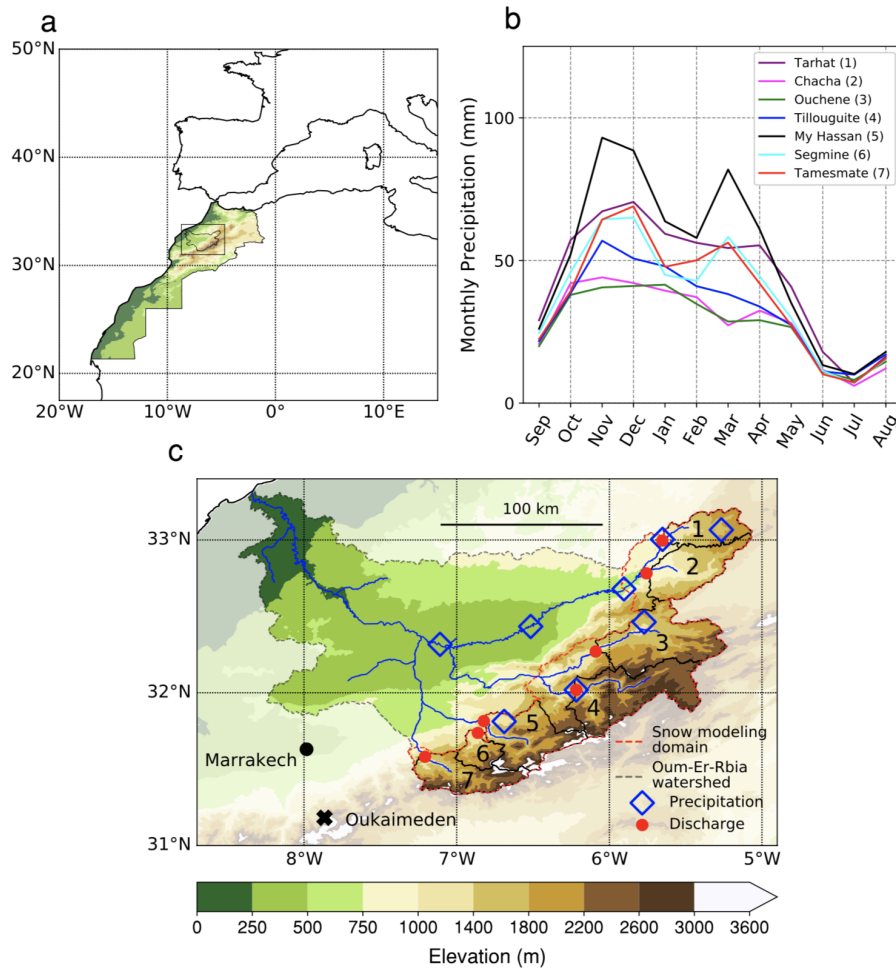 a
50°N
40°N
30°N
20°N
20°W
10°W
0°
10°E
b
Monthly Precipitation (mm)
100
50
0
Tarhat (1)
Chacha (2)
Ouchene (3)
Tillouguite (4)
My Hassan (5)
Segmine (6)
Tamesmate (7)
Sep
Oct
Nov
Dec
Jan
Feb
Mar
Apr
May
Jun
Jul
Aug
c
100 km
33°N
32°N
31°N
1
2
3
4
5
6
7
Marrakech
Oukaimeden
Snow modeling
domain
Oum-Er-Rbia
watershed
Precipitation
Discharge
8°W
7°W
6°W
5°W
0 250 500 750 1000 1400 1800 2200 2600 3000 3600
Elevation (m)